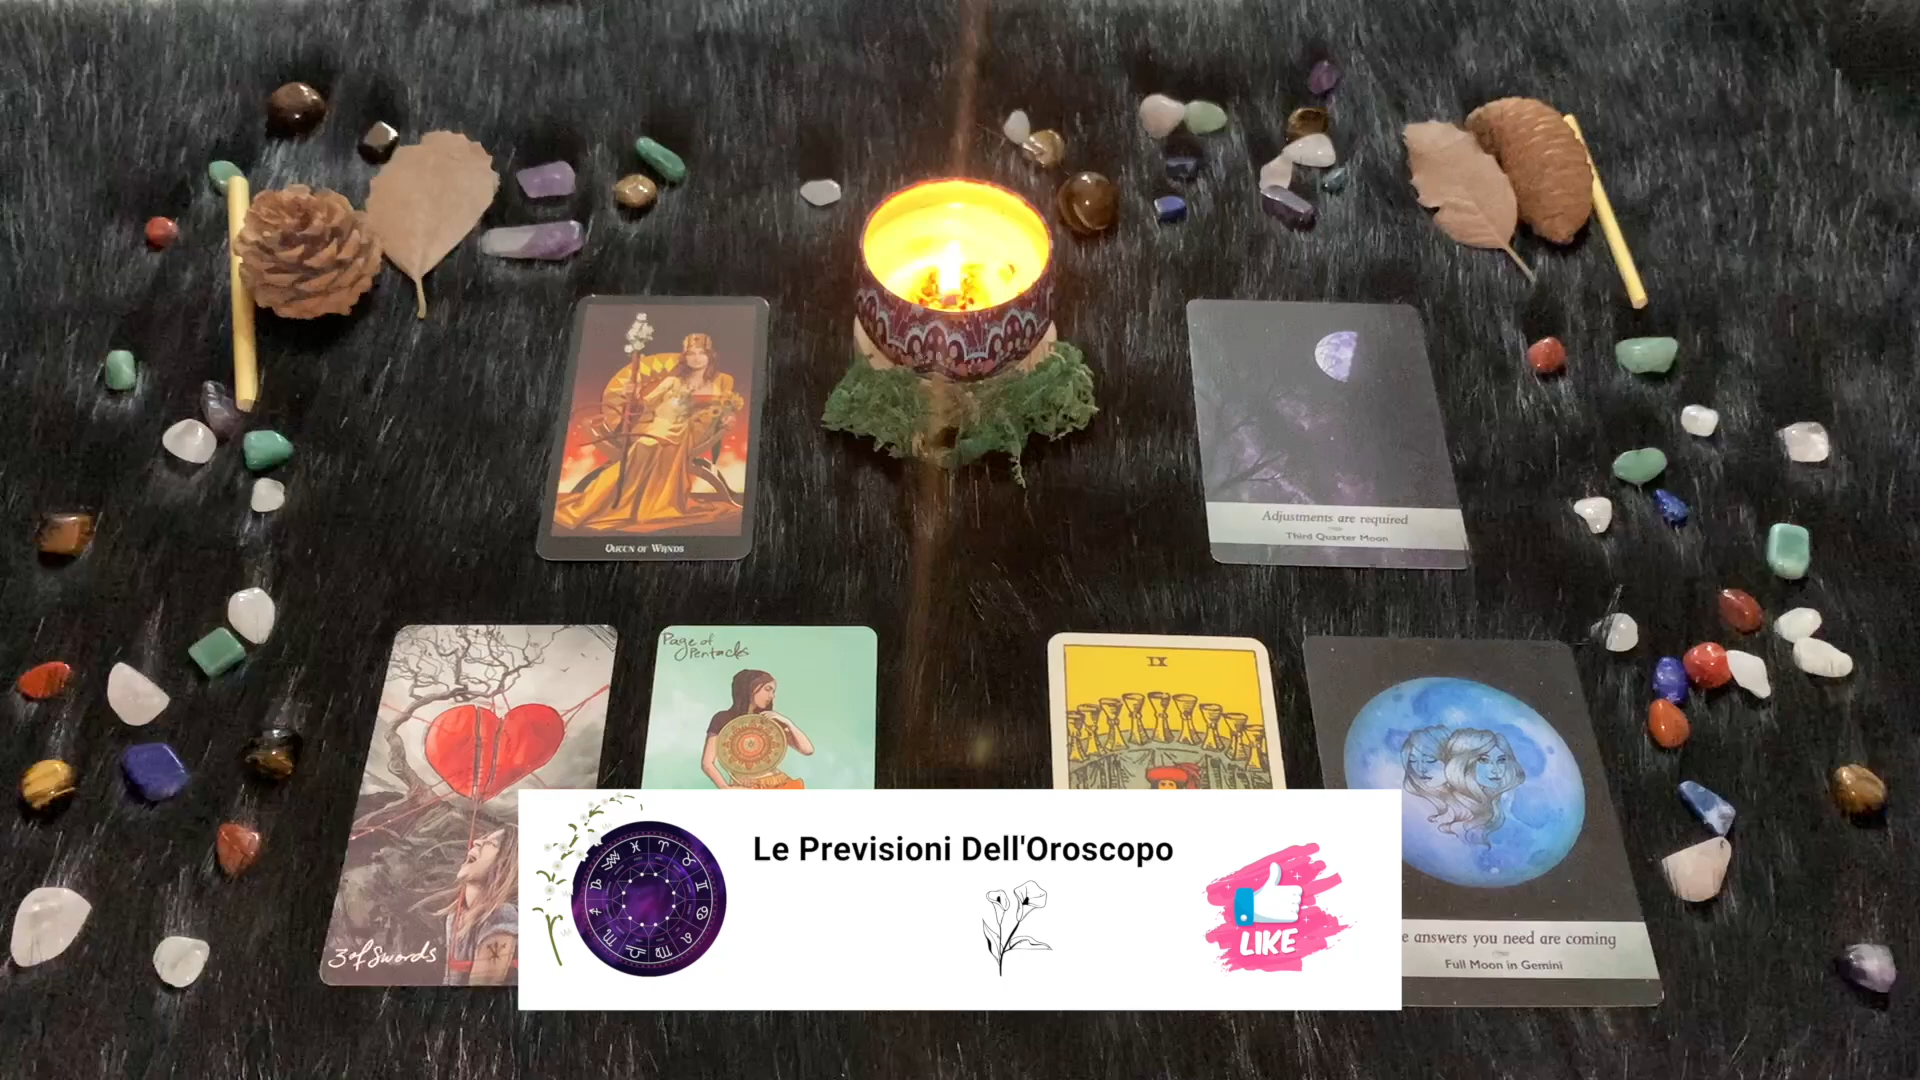 Queen of Wands
Adjustments are required
Third Quarter Moon
Page of
Pentacles
IX
3 of Swords
Le Previsioni Dell'Oroscopo
LIKE
e answers you need are coming
Full Moon in Gemini